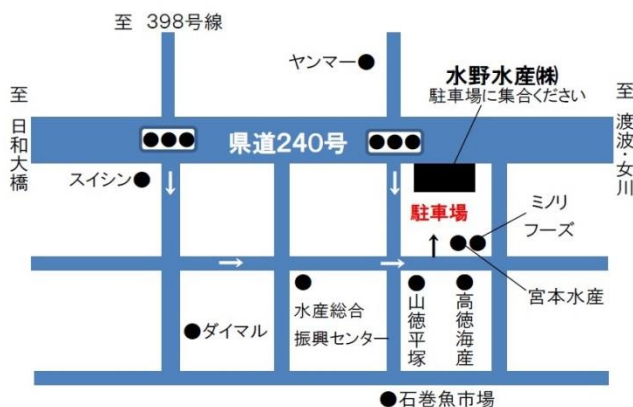 至 398号線
ヤンマー
水野水産㈱
駐車場に集合ください
至 日和大橋
至 渡波・女川
県道240号
スイシン
駐車場
ミノリ
フーズ
宮本水産
水産総合
振興センター
山徳平塚
高徳海産
ダイマル
石巻魚市場